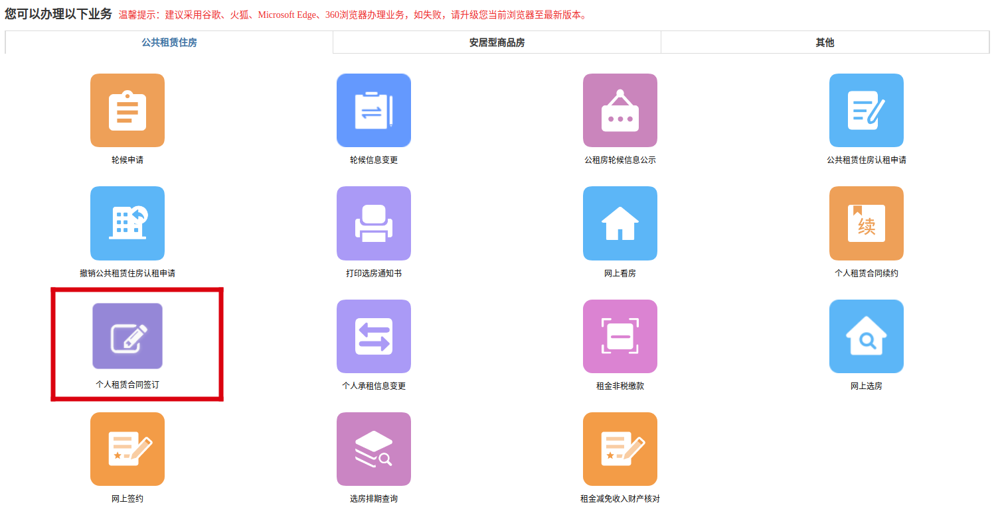 您可以办理以下业务 温馨提示：建议采用谷歌、火狐、Microsoft Edge、360浏览器办理业务，如失败，请升级您当前浏览器至最新版本。
公共租赁住房 安居型商品房 其他
轮候申请 轮候信息变更 公租房轮候信息公示 公共租赁住房认租申请
续
撤销公共租赁住房认租申请 打印选房通知书 网上看房 个人租赁合同续约
个人租赁合同签订 个人承租信息变更 租金非税缴款 网上选房
网上签约 选房排期查询 租金减免收入财产核对